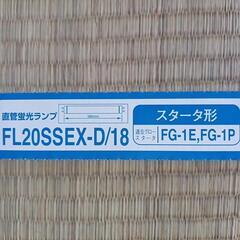 直管蛍光ランプ
580mm
FL20SSEX-D/18
スタータ形
適合グロー
スタータ
FG-1E,FG-1P